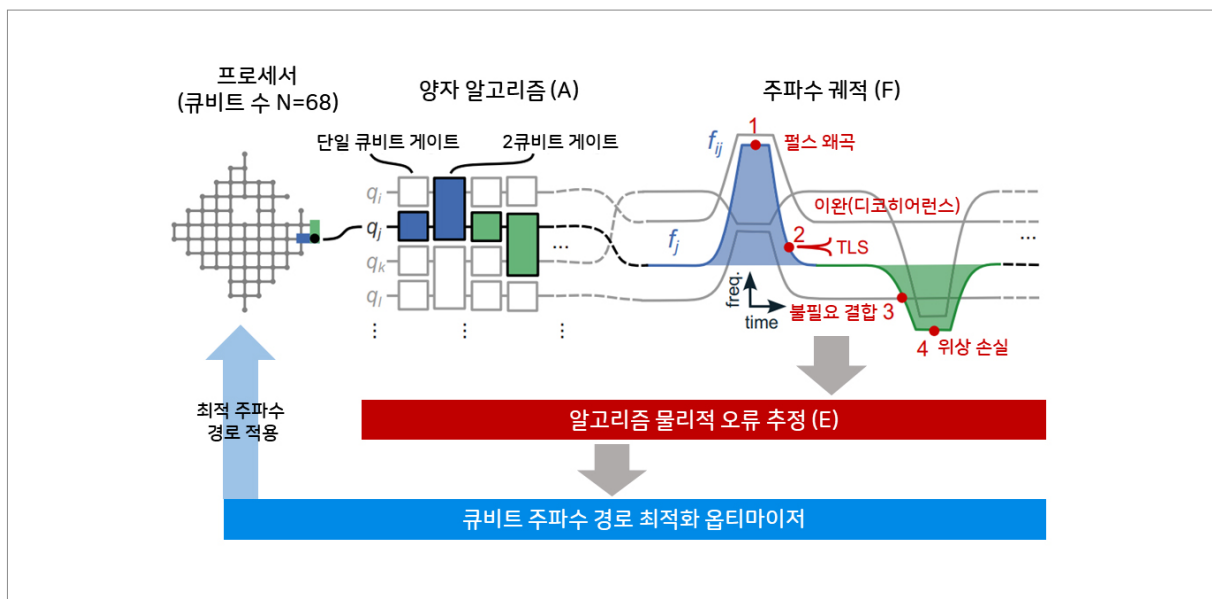 프로세서
(큐비트 수 N=68)
양자 알고리즘 (A)
주파수 궤적 (F)
단일 큐비트 게이트
2큐비트 게이트
q_i
q_j
q_k
q_l
...
f_ij
f_j
1
펄스 왜곡
이완(디코히어런스)
2
TLS
...
freq.
time
불필요 결합 3
4 위상 손실
최적 주파수
경로 적용
알고리즘 물리적 오류 추정 (E)
큐비트 주파수 경로 최적화 옵티마이저